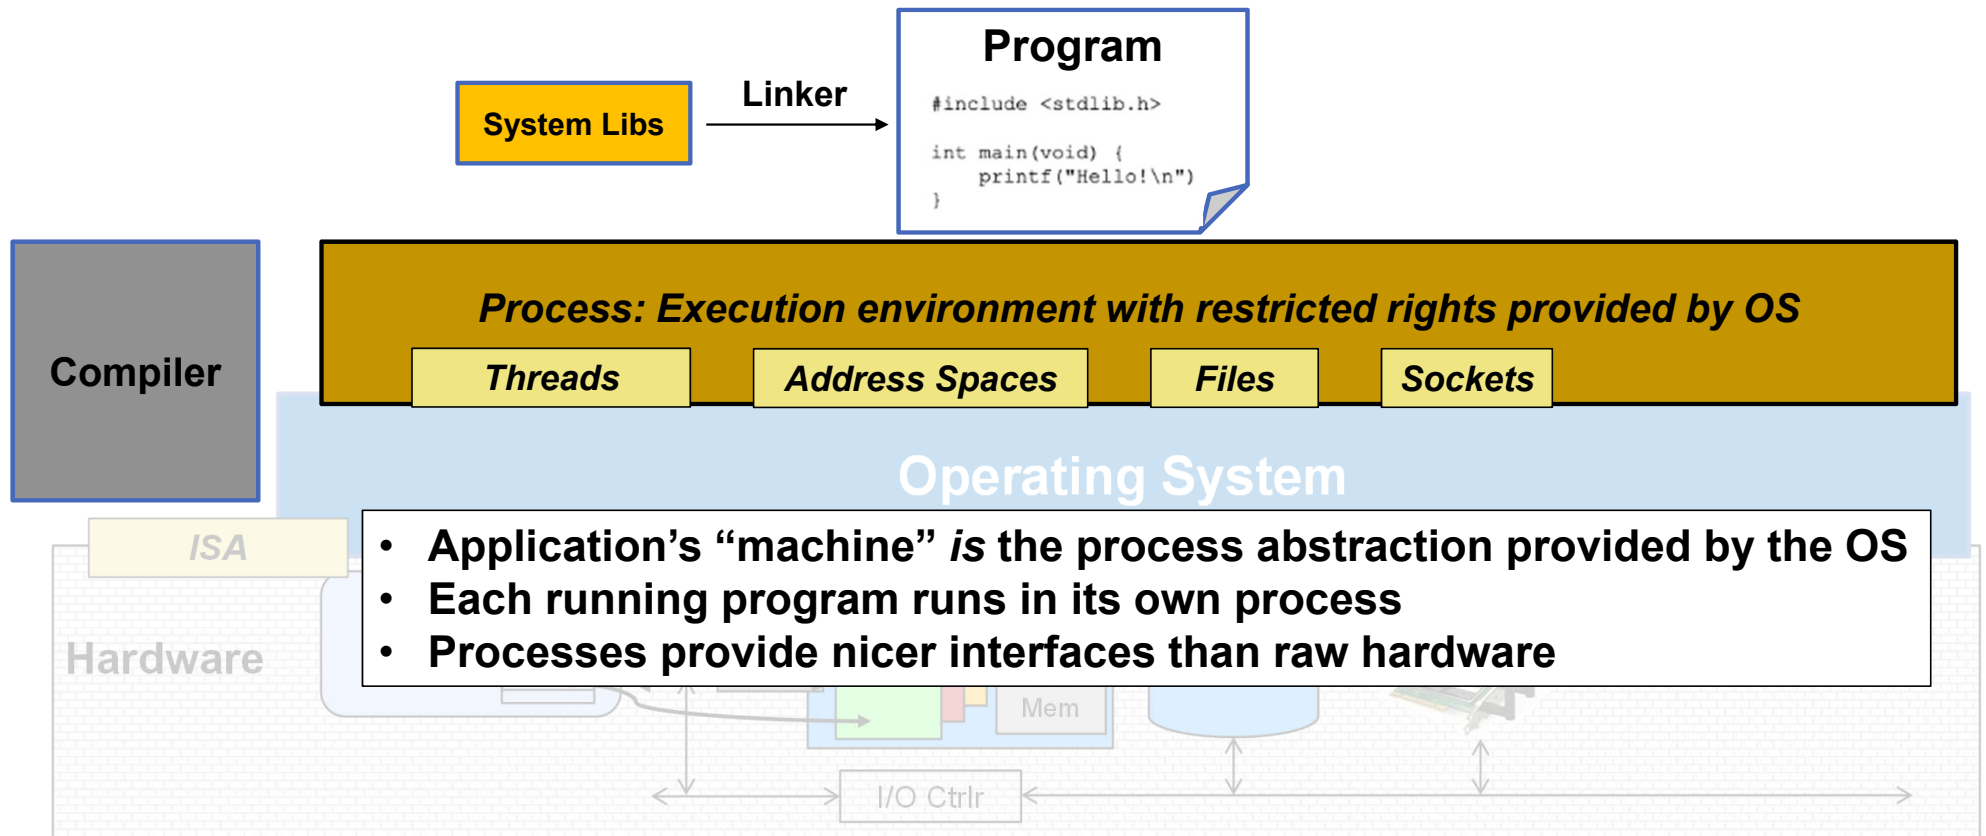 Program
#include <stdlib.h>
int main(void) {
printf("Hello!\n")
}
System Libs
Linker
Compiler
Process: Execution environment with restricted rights provided by OS
Threads
Address Spaces
Files
Sockets
Operating System
ISA
• Application’s “machine” is the process abstraction provided by the OS
• Each running program runs in its own process
• Processes provide nicer interfaces than raw hardware
Hardware
Mem
I/O Ctrlr